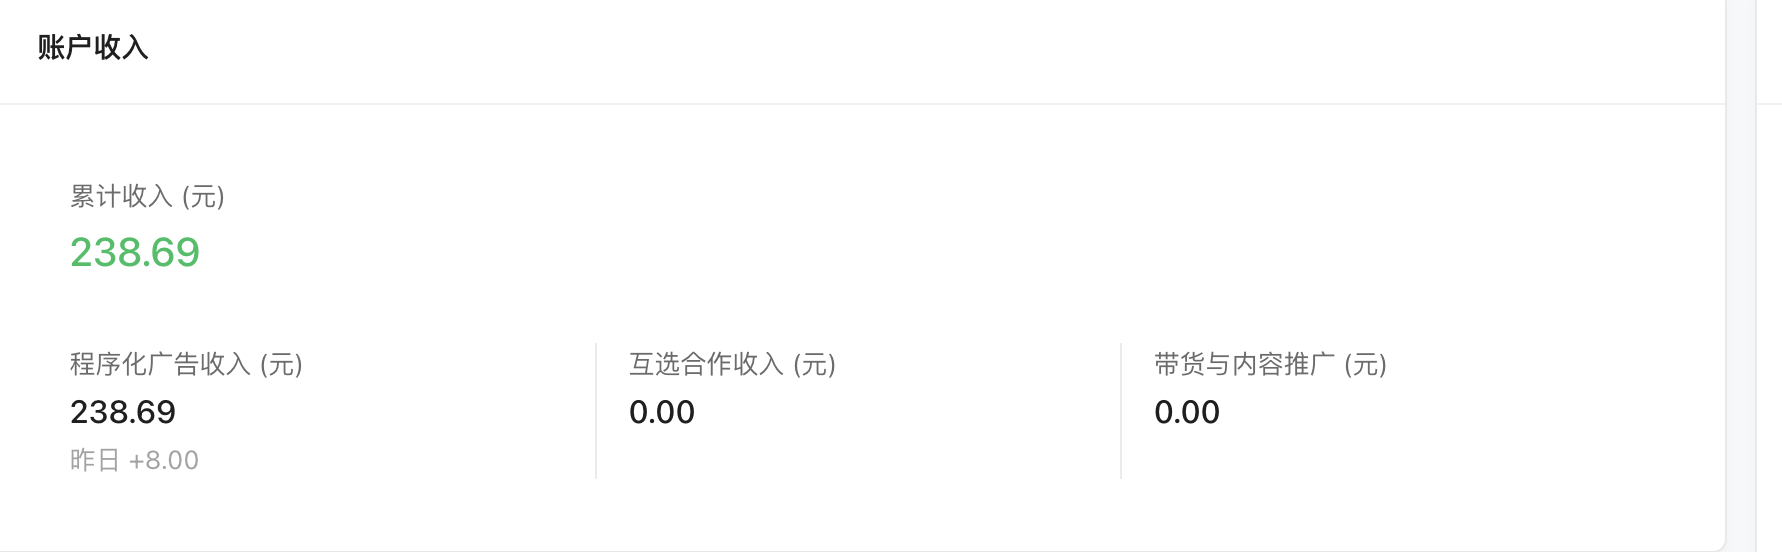 账户收入
累计收入 (元)
238.69
程序化广告收入 (元)
238.69
昨日 +8.00
互选合作收入 (元)
0.00
带货与内容推广 (元)
0.00